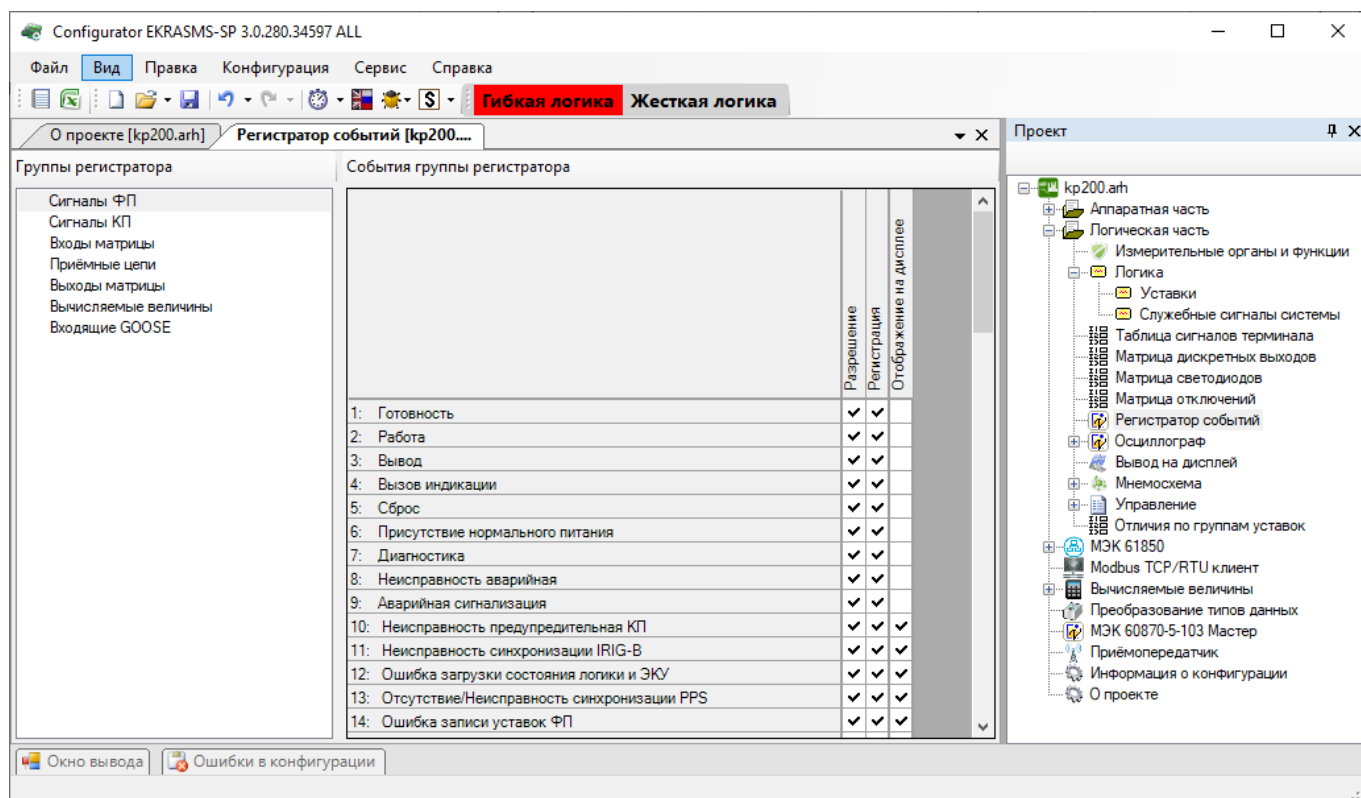 Configurator EKRASMS-SP 3.0.280.34597 ALL
Файл Вид Правка Конфигурация Сервис Справка
Гибкая логика Жесткая логика
О проекте [kp200.arh] Регистратор событий [kp200....
Группы регистратора
Сигналы ФП
Сигналы КП
Входы матрицы
Приёмные цепи
Выходы матрицы
Вычисляемые величины
Входящие GOOSE
События группы регистратора
Разрешение
Регистрация
Отображение на дисплее
1: Готовность
2: Работа
3: Вывод
4: Вызов индикации
5: Сброс
6: Присутствие нормального питания
7: Диагностика
8: Неисправность аварийная
9: Аварийная сигнализация
10: Неисправность предупредительная КП
11: Неисправность синхронизации IRIG-B
12: Ошибка загрузки состояния логики и ЭКУ
13: Отсутствие/Неисправность синхронизации PPS
14: Ошибка записи уставок ФП
Проект
kp200.arh
Аппаратная часть
Логическая часть
Измерительные органы и функции
Логика
Уставки
Служебные сигналы системы
Таблица сигналов терминала
Матрица дискретных выходов
Матрица светодиодов
Матрица отключений
Регистратор событий
Осциллограф
Вывод на дисплей
Мнемосхема
Управление
Отличия по группам уставок
МЭК 61850
Modbus TCP/RTU клиент
Вычисляемые величины
Преобразование типов данных
МЭК 60870-5-103 Мастер
Приёмопередатчик
Информация о конфигурации
О проекте
Окно вывода Ошибки в конфигурации